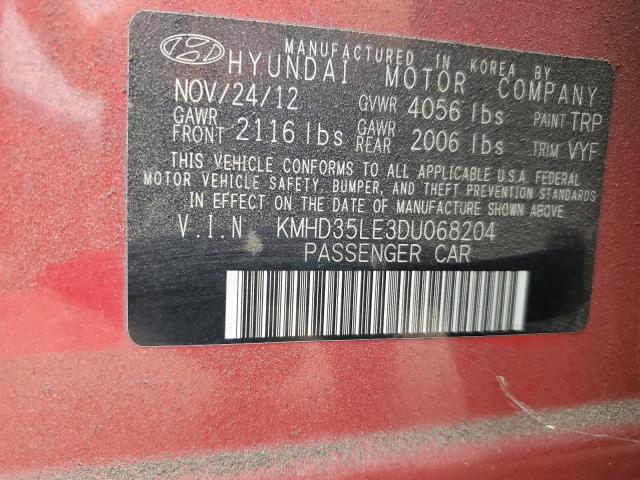 MANUFACTURED IN KOREA BY
HYUNDAI MOTOR COMPANY
NOV/24/12 GVWR 4056 lbs PAINT TRP
GAWR FRONT 2116 lbs GAWR REAR 2006 lbs TRIM VYF
THIS VEHICLE CONFORMS TO ALL APPLICABLE U.S.A. FEDERAL
MOTOR VEHICLE SAFETY, BUMPER, AND THEFT PREVENTION STANDARDS
IN EFFECT ON THE DATE OF MANUFACTURE SHOWN ABOVE.
V.I.N KMHD35LE3DU068204
PASSENGER CAR